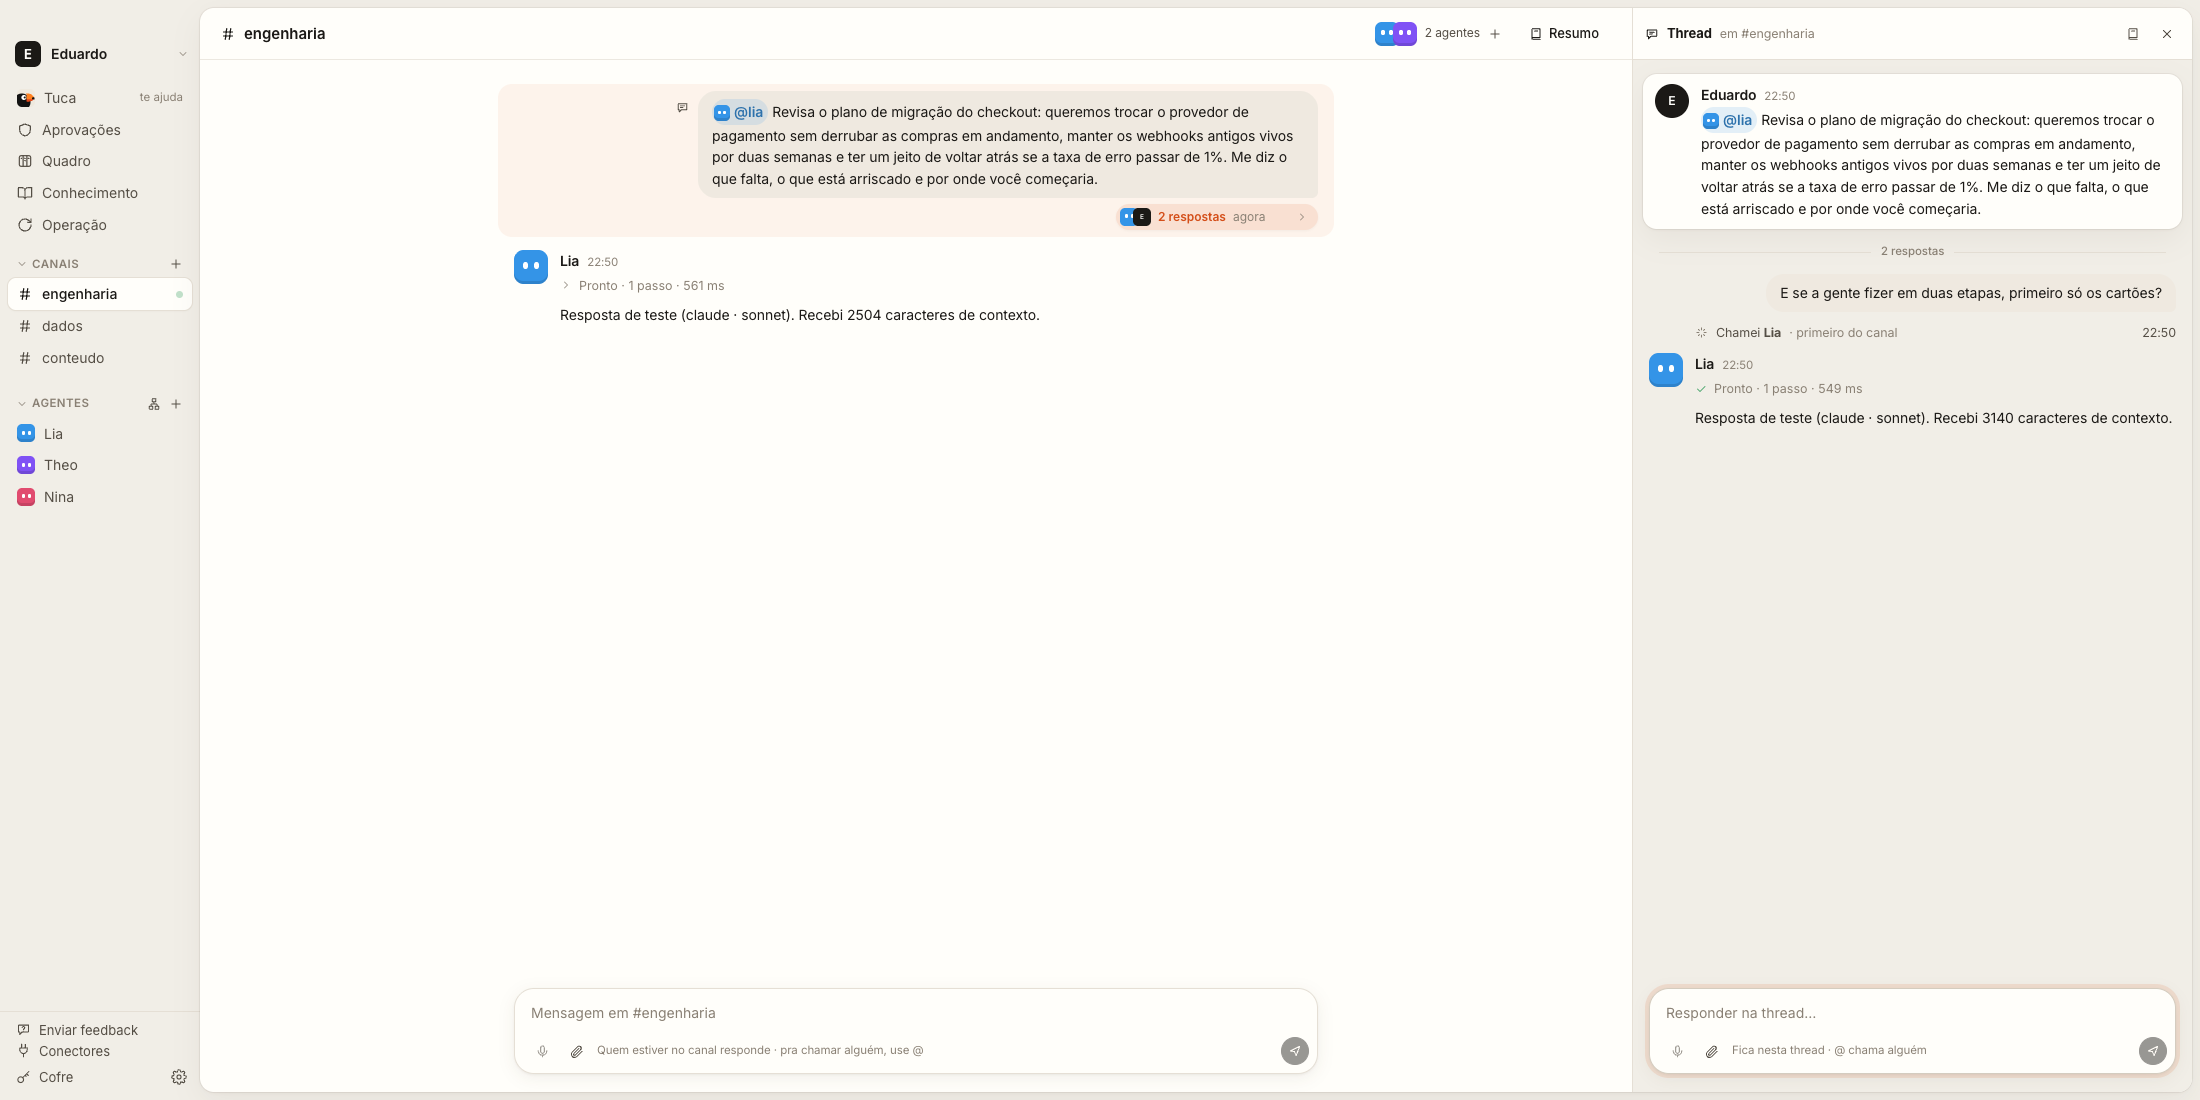 E Eduardo
Tuca te ajuda
Aprovações
Quadro
Conhecimento
Operação
CANAIS
# engenharia
# dados
# conteudo
AGENTES
Lia
Theo
Nina
Enviar feedback
Conectores
Cofre
# engenharia
2 agentes
Resumo
@lia Revisa o plano de migração do checkout: queremos trocar o provedor de
pagamento sem derrubar as compras em andamento, manter os webhooks antigos vivos
por duas semanas e ter um jeito de voltar atrás se a taxa de erro passar de 1%. Me diz o
que falta, o que está arriscado e por onde você começaria.
E 2 respostas agora
Lia 22:50
Pronto · 1 passo · 561 ms
Resposta de teste (claude · sonnet). Recebi 2504 caracteres de contexto.
Mensagem em #engenharia
Quem estiver no canal responde · pra chamar alguém, use @
Thread em #engenharia
E Eduardo 22:50
@lia Revisa o plano de migração do checkout: queremos trocar o
provedor de pagamento sem derrubar as compras em andamento,
manter os webhooks antigos vivos por duas semanas e ter um jeito de
voltar atrás se a taxa de erro passar de 1%. Me diz o que falta, o que
está arriscado e por onde você começaria.
2 respostas
E se a gente fizer em duas etapas, primeiro só os cartões?
Chamei Lia · primeiro do canal 22:50
Lia 22:50
Pronto · 1 passo · 549 ms
Resposta de teste (claude · sonnet). Recebi 3140 caracteres de contexto.
Responder na thread...
Fica nesta thread · @ chama alguém